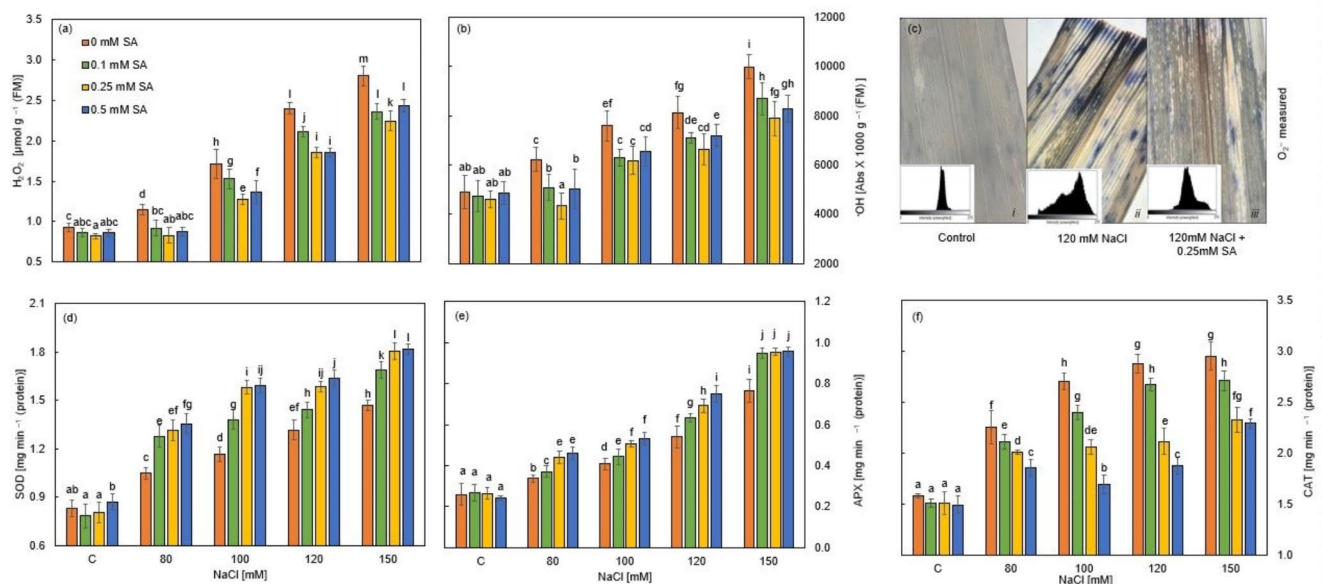 (a)
3.5
3.0
2.5
2.0
1.5
1.0
0.5
H₂O₂ [µmol g ⁻¹ (FM)]
0 mM SA
0.1 mM SA
0.25 mM SA
0.5 mM SA
c abc a abc
d bc ab abc
h g e f
l j i i
m l k l
(b)
12000
10000
8000
6000
4000
2000
·OH [Abs X 1000 g ⁻¹ (FM)]
ab ab ab ab
c b a b
ef c c cd
fg de cd e
i h fg gh
(c)
i
ii
iii
Control
120 mM NaCl
120mM NaCl +
0.25mM SA
O₂⁻ measured
(d)
2.1
1.8
1.5
1.2
0.9
0.6
SOD [mg min ⁻¹ (protein)]
ab a a b
c e ef fg
d g i ij
ef h ij j
h k l l
C 80 100 120 150
NaCl [mM]
(e)
1.2
1.0
0.8
0.6
0.4
0.2
0.0
APX [mg min ⁻¹ (protein)]
a a a a
b c e e
d e f f
f g h i
i j j j
C 80 100 120 150
NaCl [mM]
(f)
3.5
3.0
2.5
2.0
1.5
1.0
CAT [mg min ⁻¹ (protein)]
a a a a
f e d c
h g de b
g h e c
g h fg f
C 80 100 120 150
NaCl [mM]